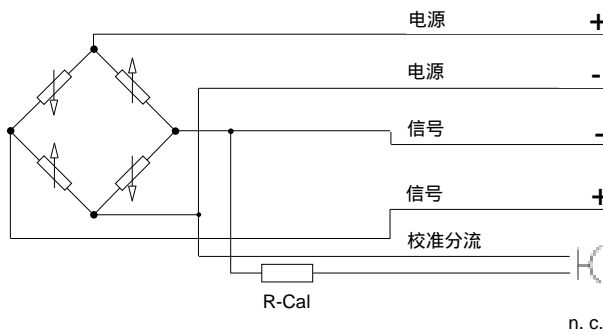 电源 +
电源 -
信号 -
信号 +
校准分流
R-Cal
n. c.